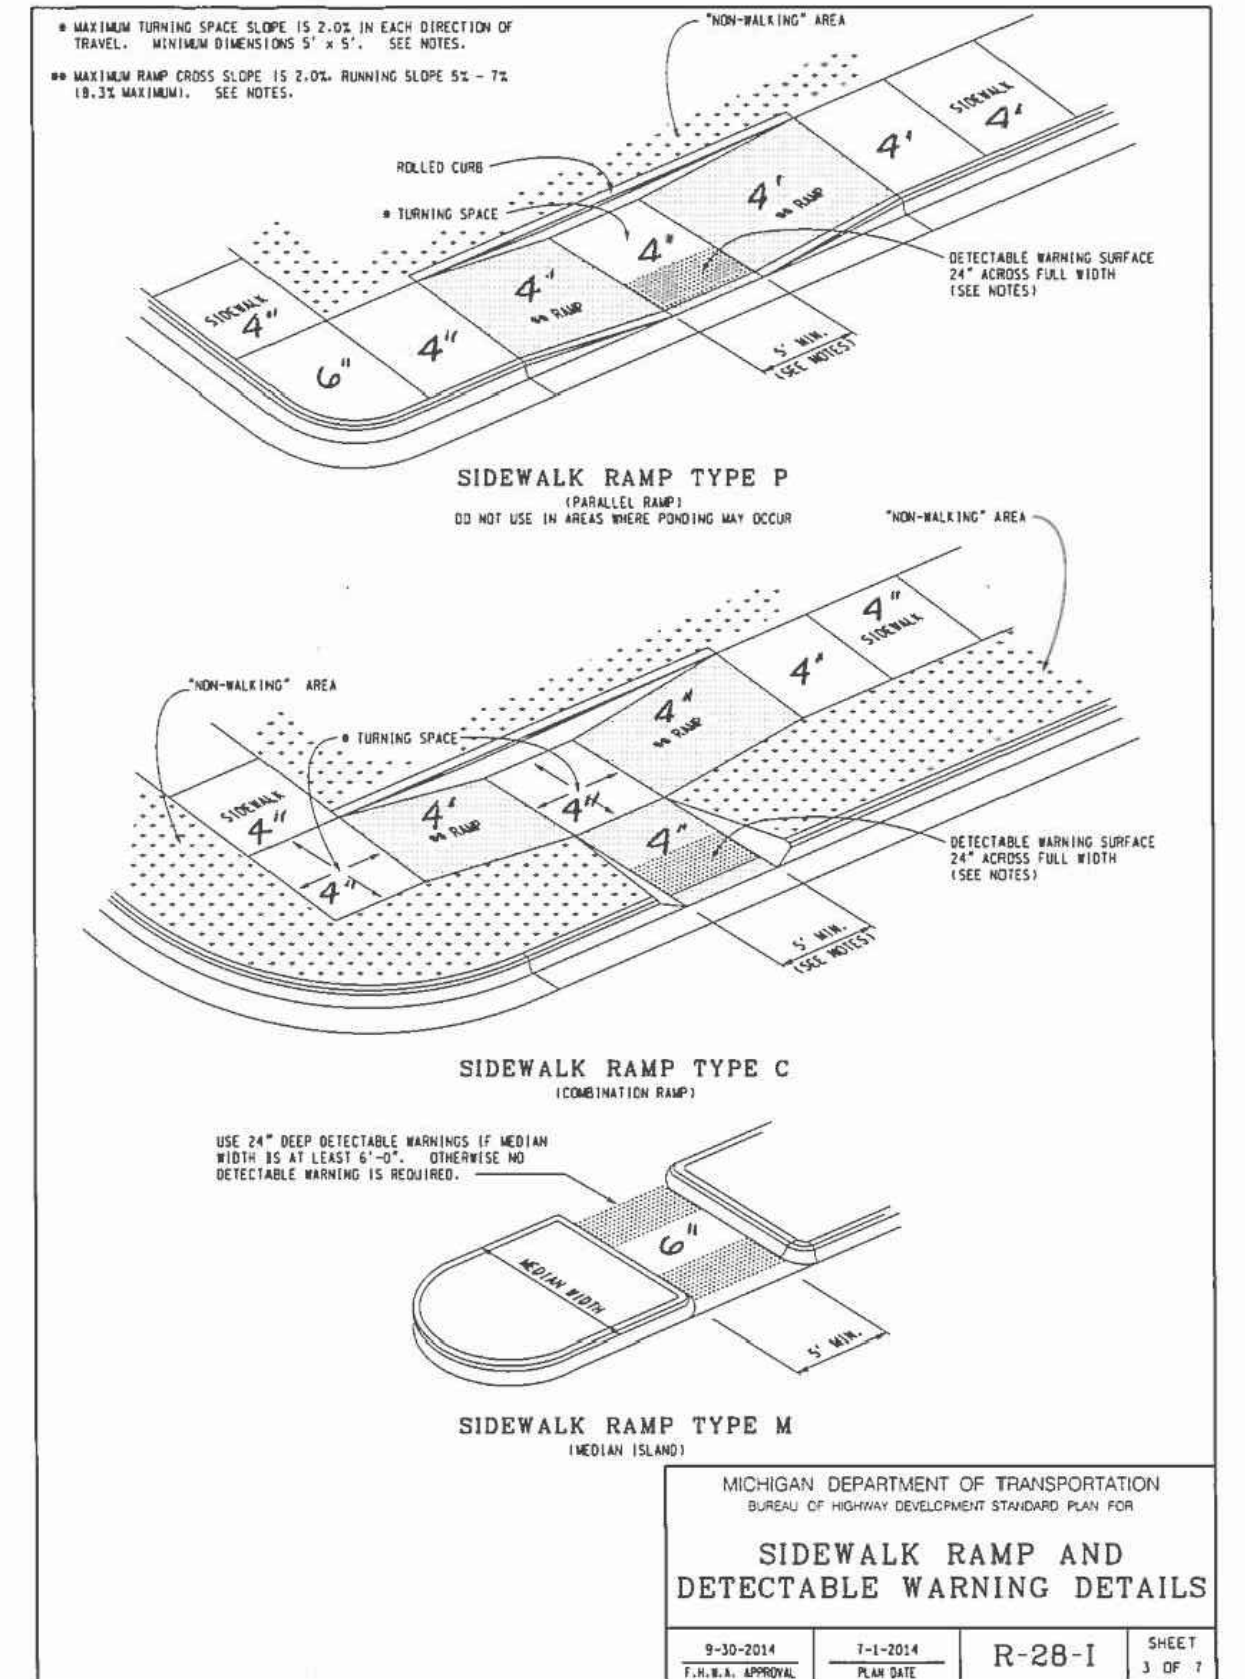 * MAXIMUM TURNING SPACE SLOPE IS 2.0% IN EACH DIRECTION OF
TRAVEL. MINIMUM DIMENSIONS 5' x 5'. SEE NOTES.
** MAXIMUM RAMP CROSS SLOPE IS 2.0%. RUNNING SLOPE 5% - 7%
(8.3% MAXIMUM). SEE NOTES.
"NON-WALKING" AREA
SIDEWALK
4'
4'
ROLLED CURB
4'
** RAMP
* TURNING SPACE
4"
DETECTABLE WARNING SURFACE
24" ACROSS FULL WIDTH
(SEE NOTES)
4'
** RAMP
SIDEWALK
4"
4"
6"
5' MIN.
(SEE NOTES)
SIDEWALK RAMP TYPE P
(PARALLEL RAMP)
DO NOT USE IN AREAS WHERE PONDING MAY OCCUR
"NON-WALKING" AREA
4"
SIDEWALK
4"
"NON-WALKING" AREA
4"
** RAMP
* TURNING SPACE
SIDEWALK
4"
4'
** RAMP
4"
4"
4"
DETECTABLE WARNING SURFACE
24" ACROSS FULL WIDTH
(SEE NOTES)
5' MIN.
(SEE NOTES)
SIDEWALK RAMP TYPE C
(COMBINATION RAMP)
USE 24" DEEP DETECTABLE WARNINGS IF MEDIAN
WIDTH IS AT LEAST 6'-0". OTHERWISE NO
DETECTABLE WARNING IS REQUIRED.
6"
MEDIAN WIDTH
5' MIN.
SIDEWALK RAMP TYPE M
(MEDIAN ISLAND)
MICHIGAN DEPARTMENT OF TRANSPORTATION
BUREAU OF HIGHWAY DEVELOPMENT STANDARD PLAN FOR
SIDEWALK RAMP AND
DETECTABLE WARNING DETAILS
9-30-2014
F.H.W.A. APPROVAL
7-1-2014
PLAN DATE
R-28-I
SHEET
3 OF 7